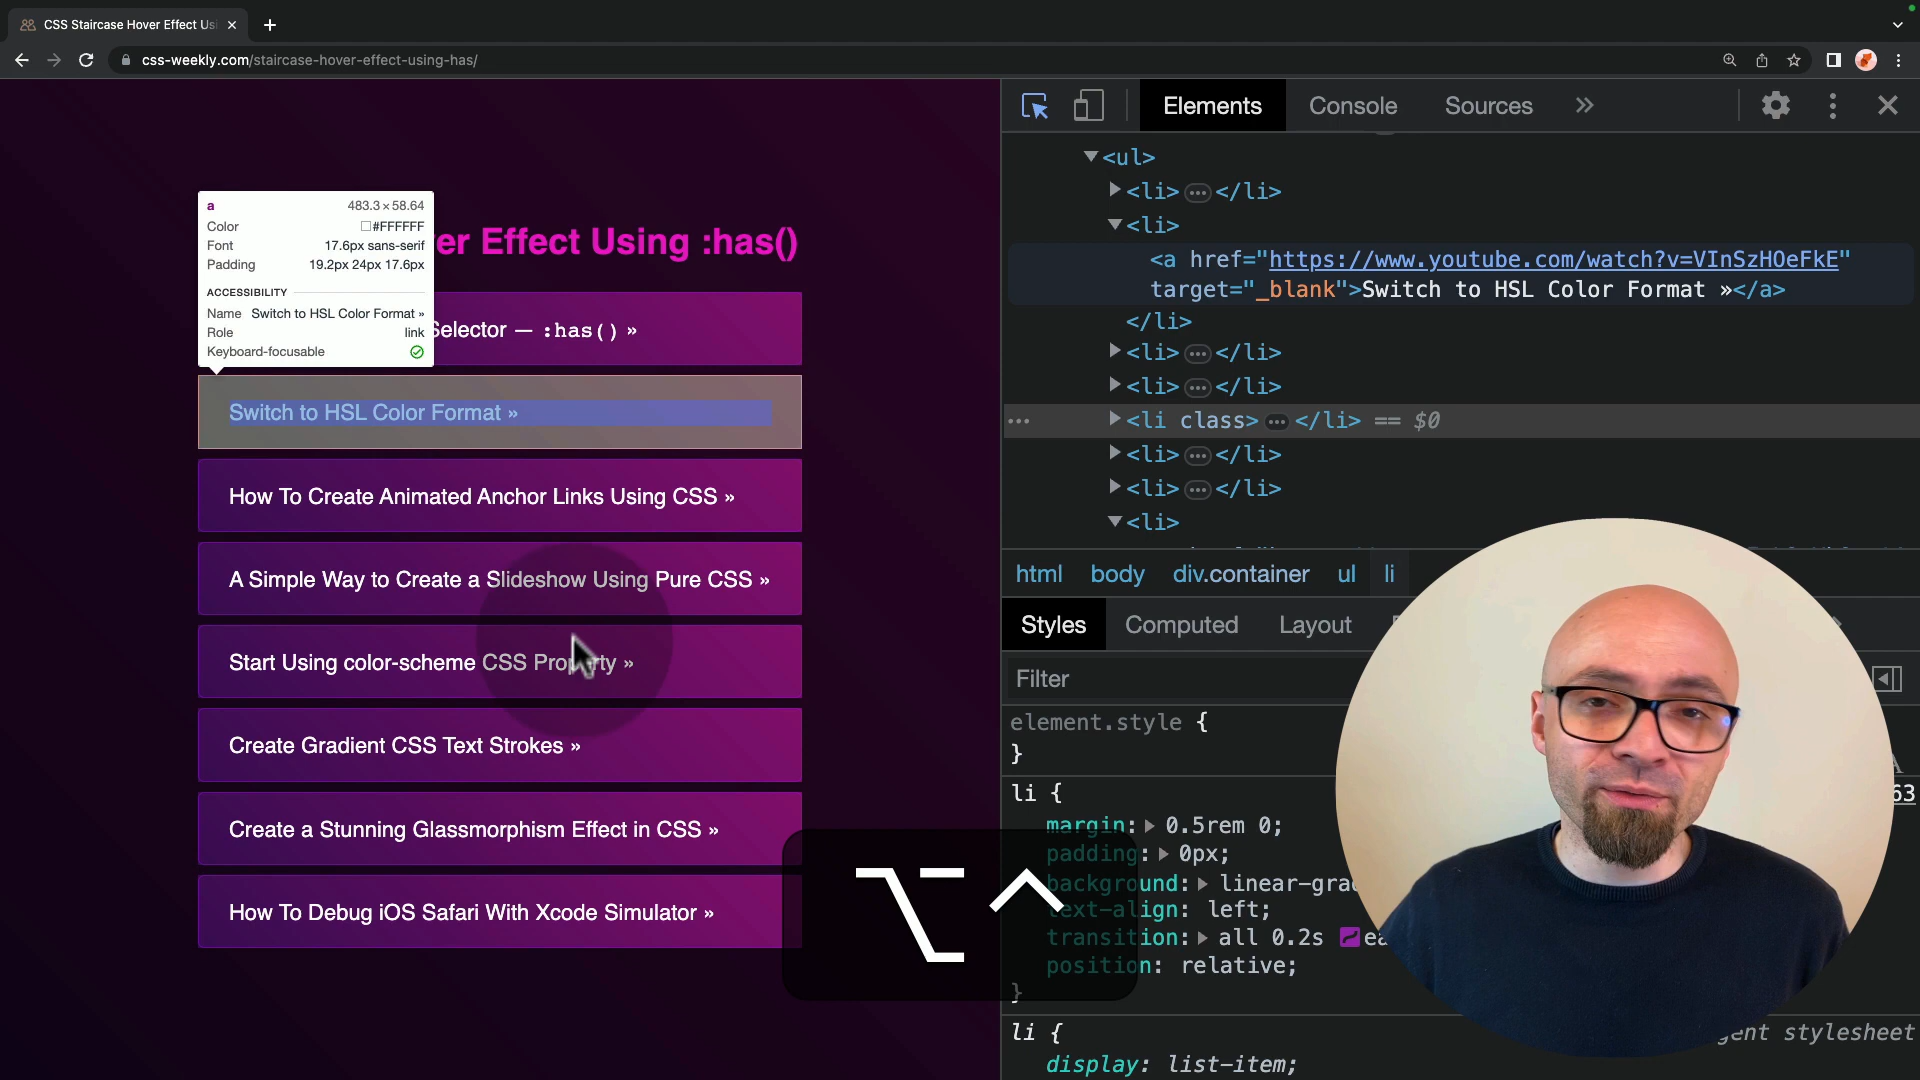 CSS Staircase Hover Effect Usi
css-weekly.com/staircase-hover-effect-using-has/
a 483.3 × 58.64
Color #FFFFFF
Font 17.6px sans-serif
Padding 19.2px 24px 17.6px
ACCESSIBILITY
Name Switch to HSL Color Format »
Role link
Keyboard-focusable
er Effect Using :has()
Selector — :has() »
Switch to HSL Color Format »
How To Create Animated Anchor Links Using CSS »
A Simple Way to Create a Slideshow Using Pure CSS »
Start Using color-scheme CSS Property »
Create Gradient CSS Text Strokes »
Create a Stunning Glassmorphism Effect in CSS »
How To Debug iOS Safari With Xcode Simulator »
⌥ ^
Elements Console Sources »
<ul>
<li> … </li>
<li>
<a href="https://www.youtube.com/watch?v=VInSzHOeFkE"
target="_blank">Switch to HSL Color Format »</a>
</li>
<li> … </li>
<li> … </li>
… <li class> … </li> == $0
<li> … </li>
<li> … </li>
<li>
html body div.container ul li
Styles Computed Layout
Filter
element.style {
}
li { 63
margin: 0.5rem 0;
padding: 0px;
background: linear-gra
text-align: left;
transition: all 0.2s ea
position: relative;
}
li { gent stylesheet
display: list-item;